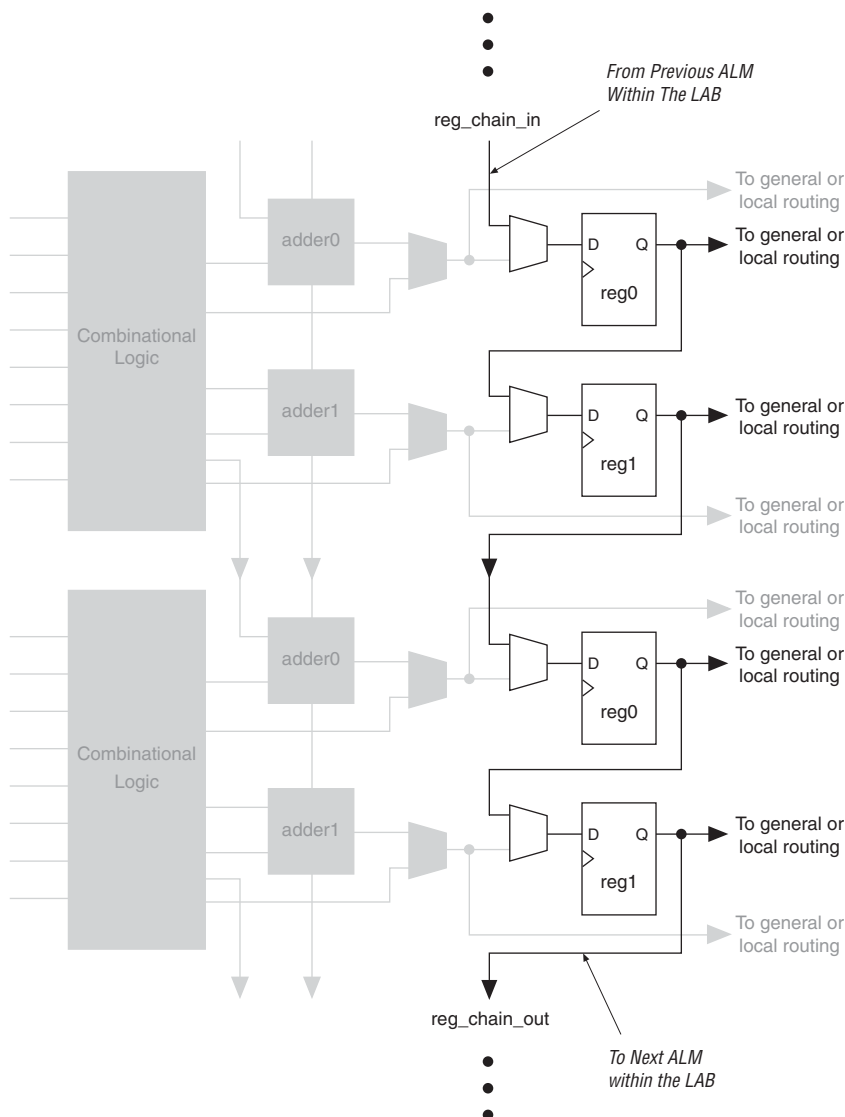 From Previous ALM
Within The LAB
reg_chain_in
To general or
local routing
adder0
D Q
reg0
To general or
local routing
Combinational
Logic
adder1
D Q
reg1
To general or
local routing
To general or
local routing
To general or
local routing
adder0
D Q
reg0
To general or
local routing
Combinational
Logic
adder1
D Q
reg1
To general or
local routing
To general or
local routing
reg_chain_out
To Next ALM
within the LAB